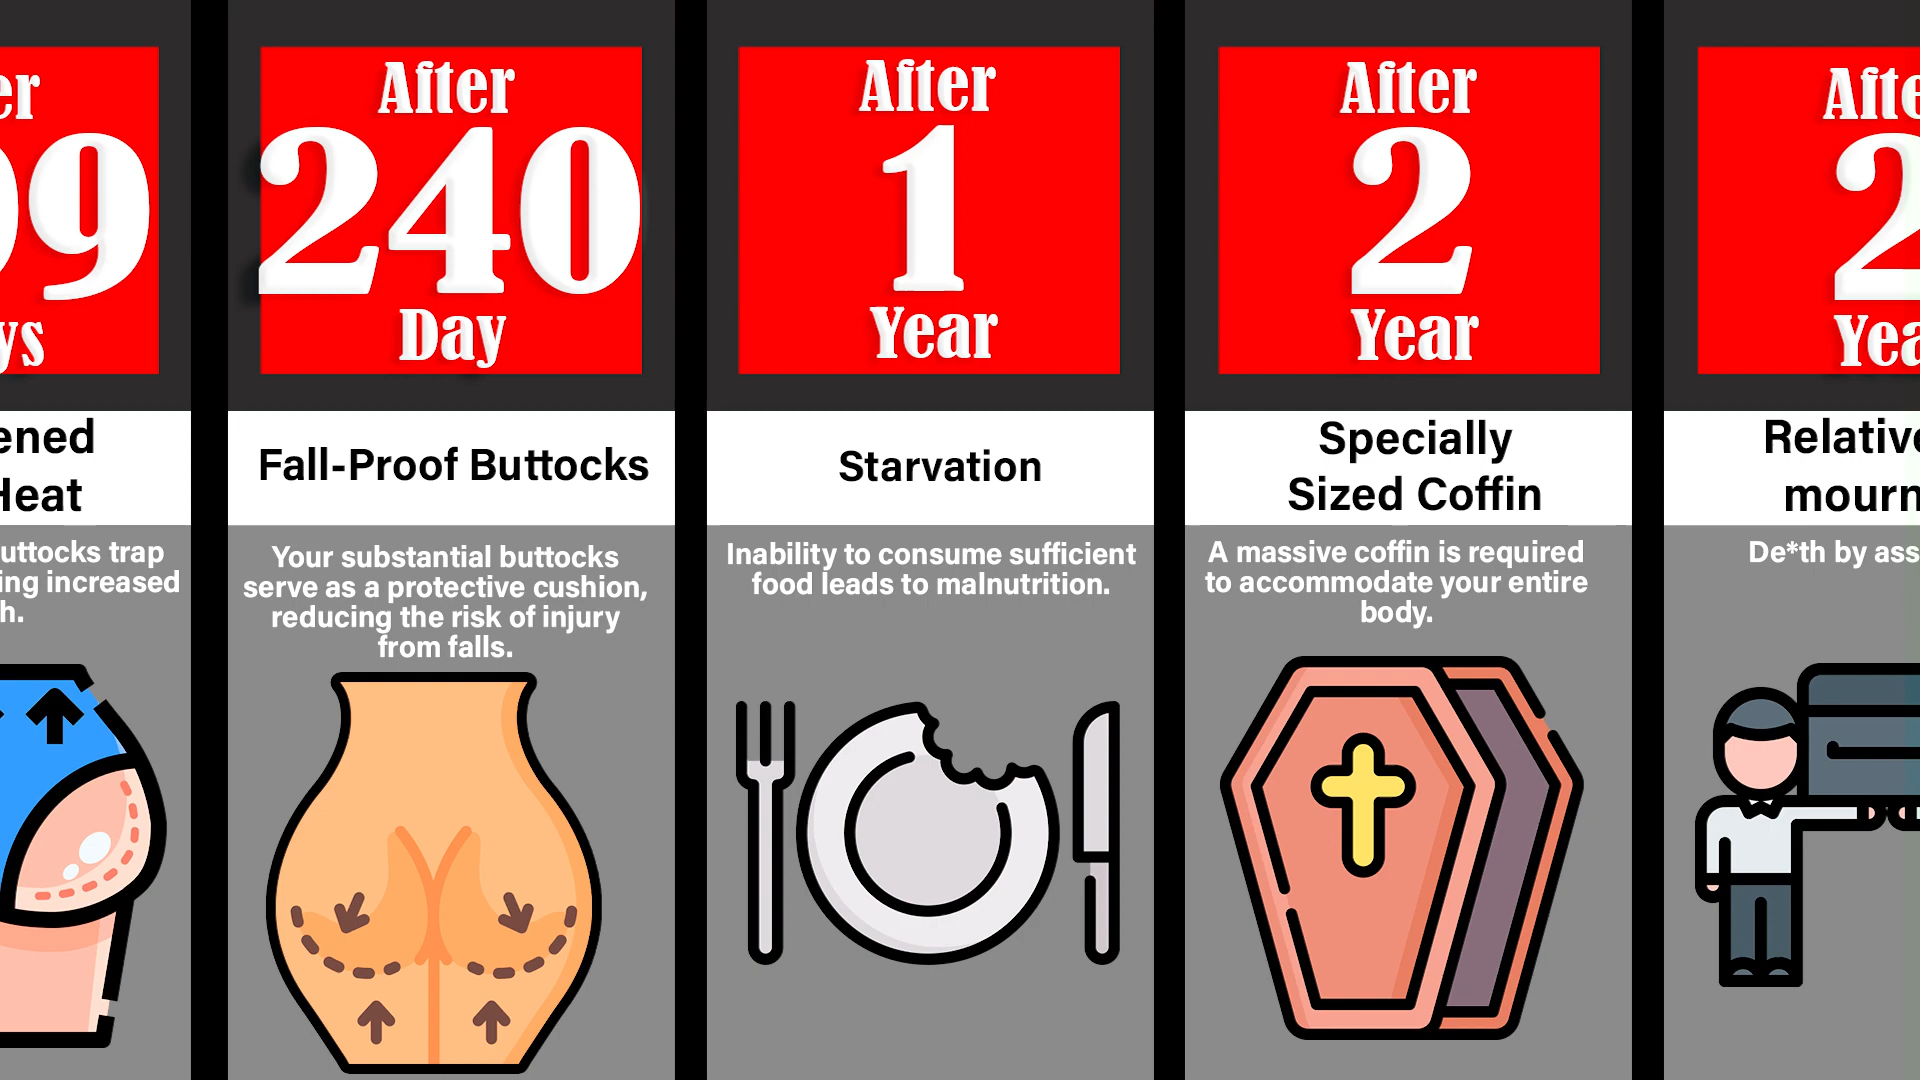 er
99
ys
ened
Heat
uttocks trap
ing increased
h.
After
240
Day
Fall-Proof Buttocks
Your substantial buttocks
serve as a protective cushion,
reducing the risk of injury
from falls.
After
1
Year
Starvation
Inability to consume sufficient
food leads to malnutrition.
After
2
Year
Specially
Sized Coffin
A massive coffin is required
to accommodate your entire
body.
Afte
2
Yea
Relative
mourn
De*th by ass